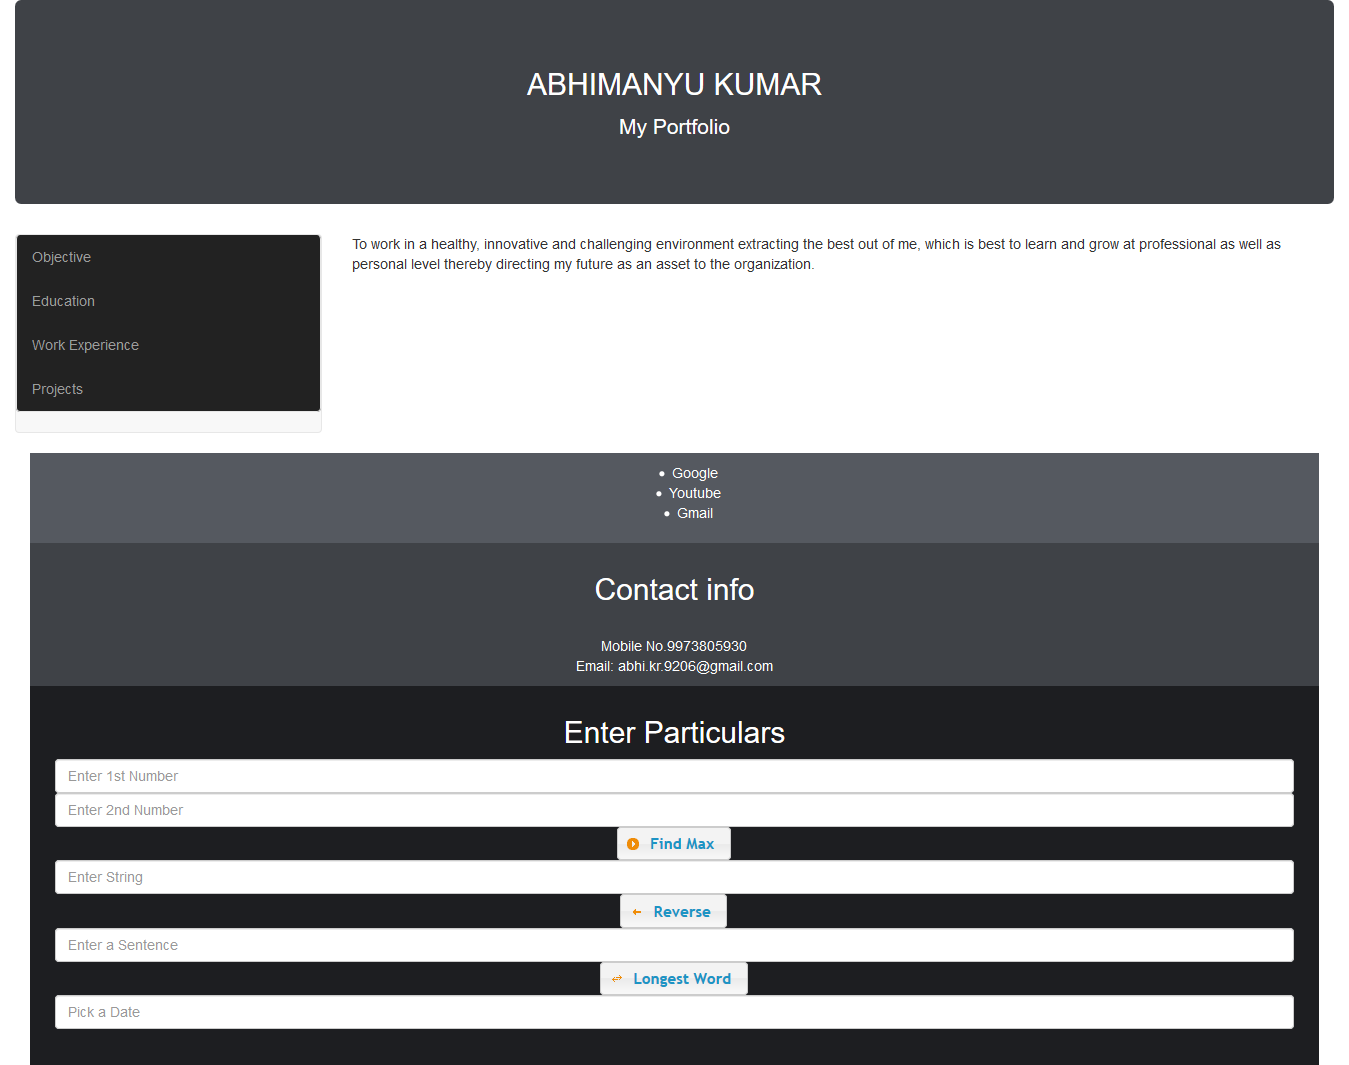 ABHIMANYU KUMAR
My Portfolio
Objective
Education
Work Experience
Projects
To work in a healthy, innovative and challenging environment extracting the best out of me, which is best to learn and grow at professional as well as
personal level thereby directing my future as an asset to the organization.
Google
Youtube
Gmail
Contact info
Mobile No.9973805930
Email: abhi.kr.9206@gmail.com
Enter Particulars
Enter 1st Number
Enter 2nd Number
Find Max
Enter String
Reverse
Enter a Sentence
Longest Word
Pick a Date